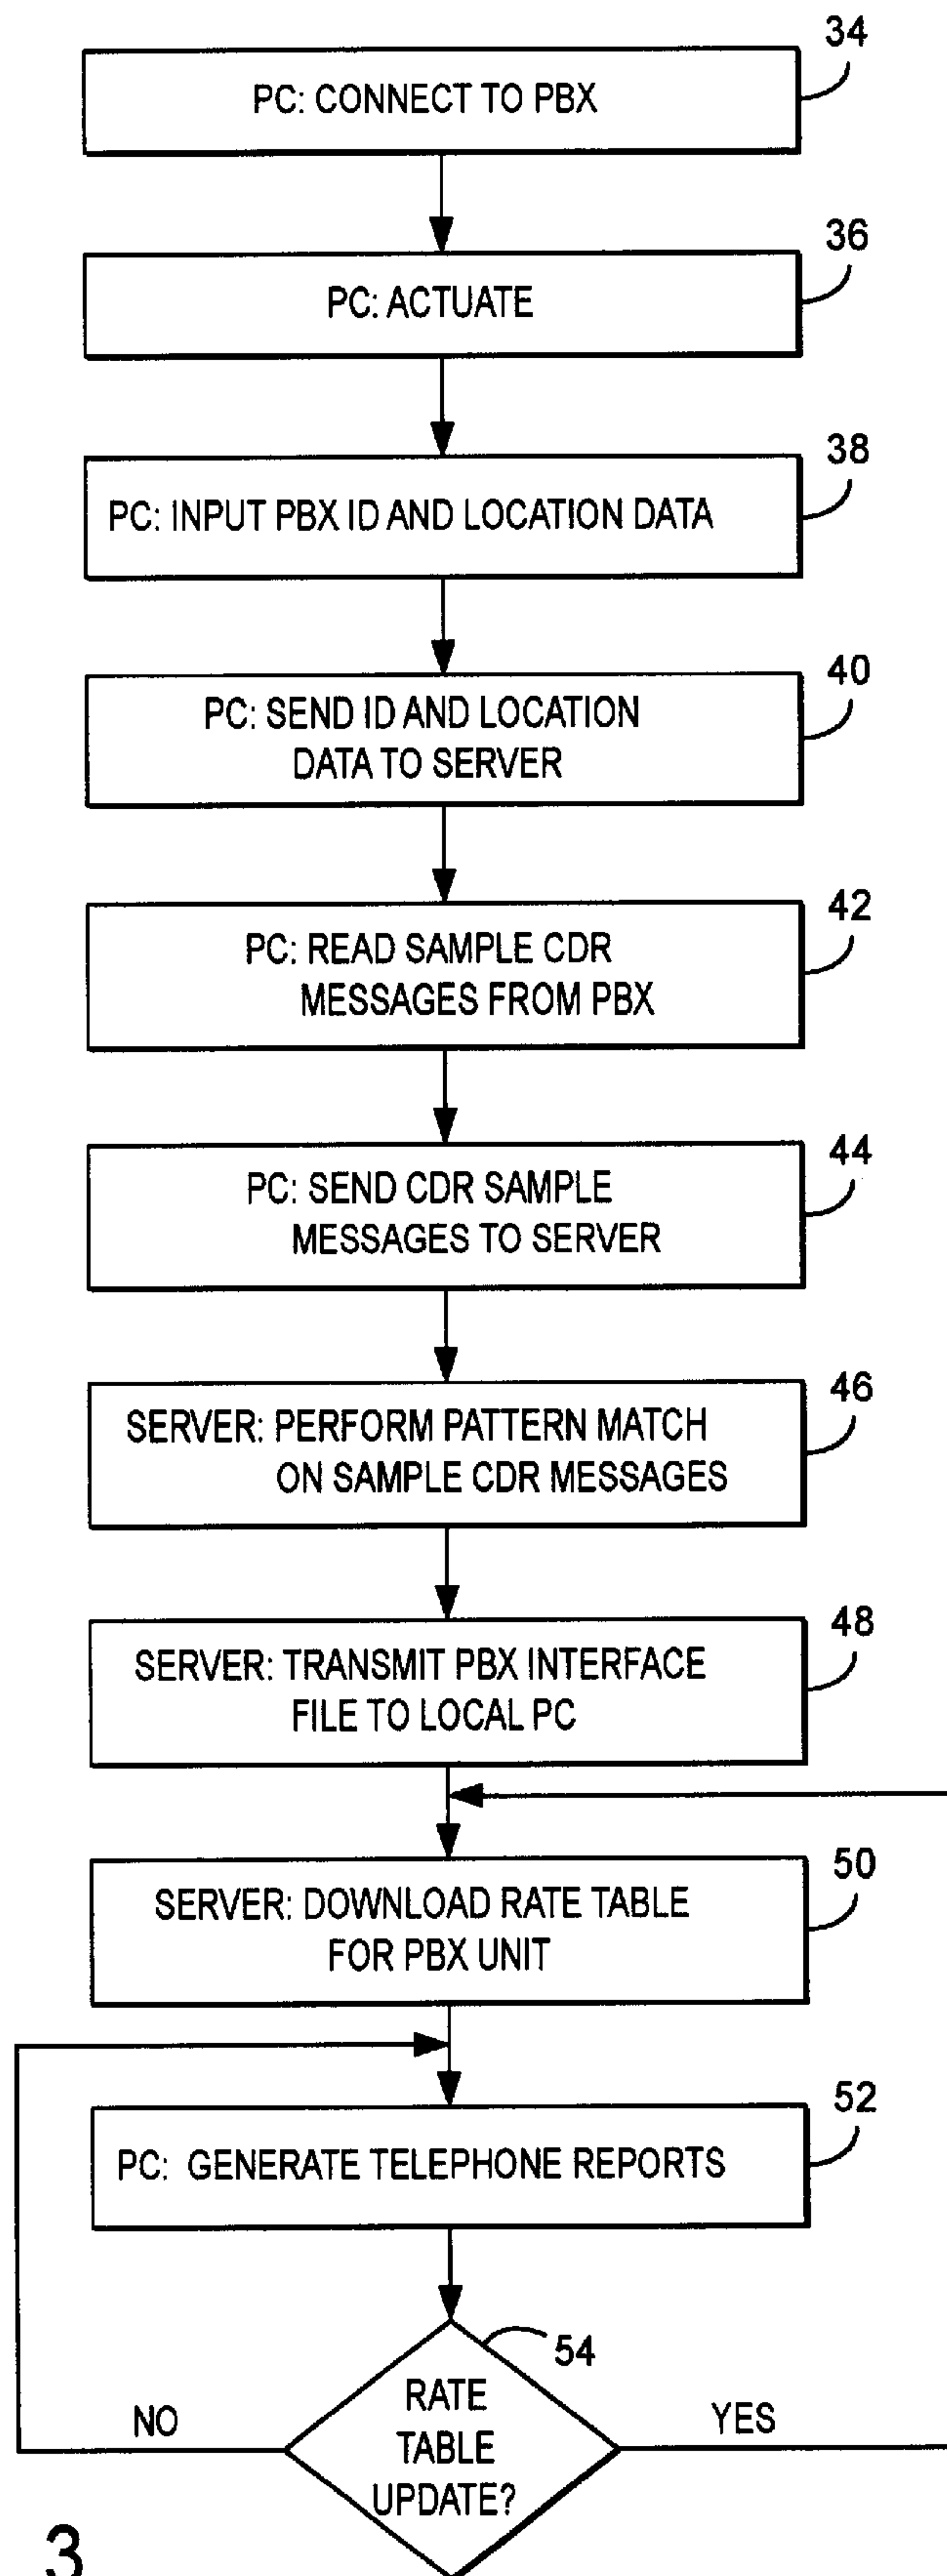 34
PC: CONNECT TO PBX
36
PC: ACTUATE
38
PC: INPUT PBX ID AND LOCATION DATA
40
PC: SEND ID AND LOCATION
DATA TO SERVER
42
PC: READ SAMPLE CDR
MESSAGES FROM PBX
44
PC: SEND CDR SAMPLE
MESSAGES TO SERVER
46
SERVER: PERFORM PATTERN MATCH
ON SAMPLE CDR MESSAGES
48
SERVER: TRANSMIT PBX INTERFACE
FILE TO LOCAL PC
50
SERVER: DOWNLOAD RATE TABLE
FOR PBX UNIT
52
PC: GENERATE TELEPHONE REPORTS
54
RATE
TABLE
UPDATE?
NO
YES
3